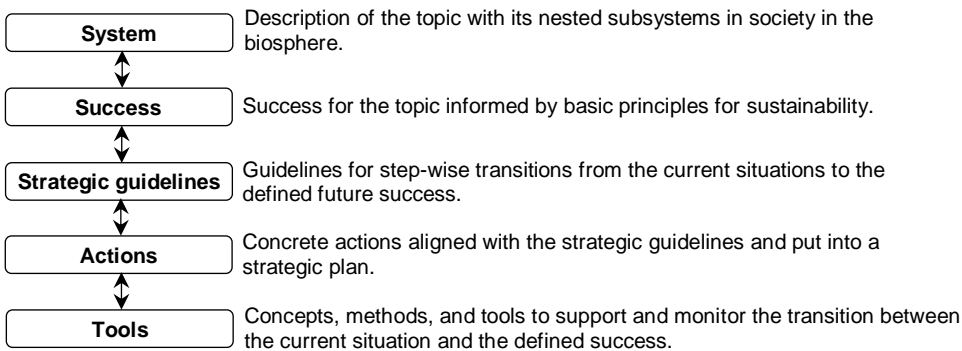 System
Description of the topic with its nested subsystems in society in the
biosphere.
Success
Success for the topic informed by basic principles for sustainability.
Strategic guidelines
Guidelines for step-wise transitions from the current situations to the
defined future success.
Actions
Concrete actions aligned with the strategic guidelines and put into a
strategic plan.
Tools
Concepts, methods, and tools to support and monitor the transition between
the current situation and the defined success.